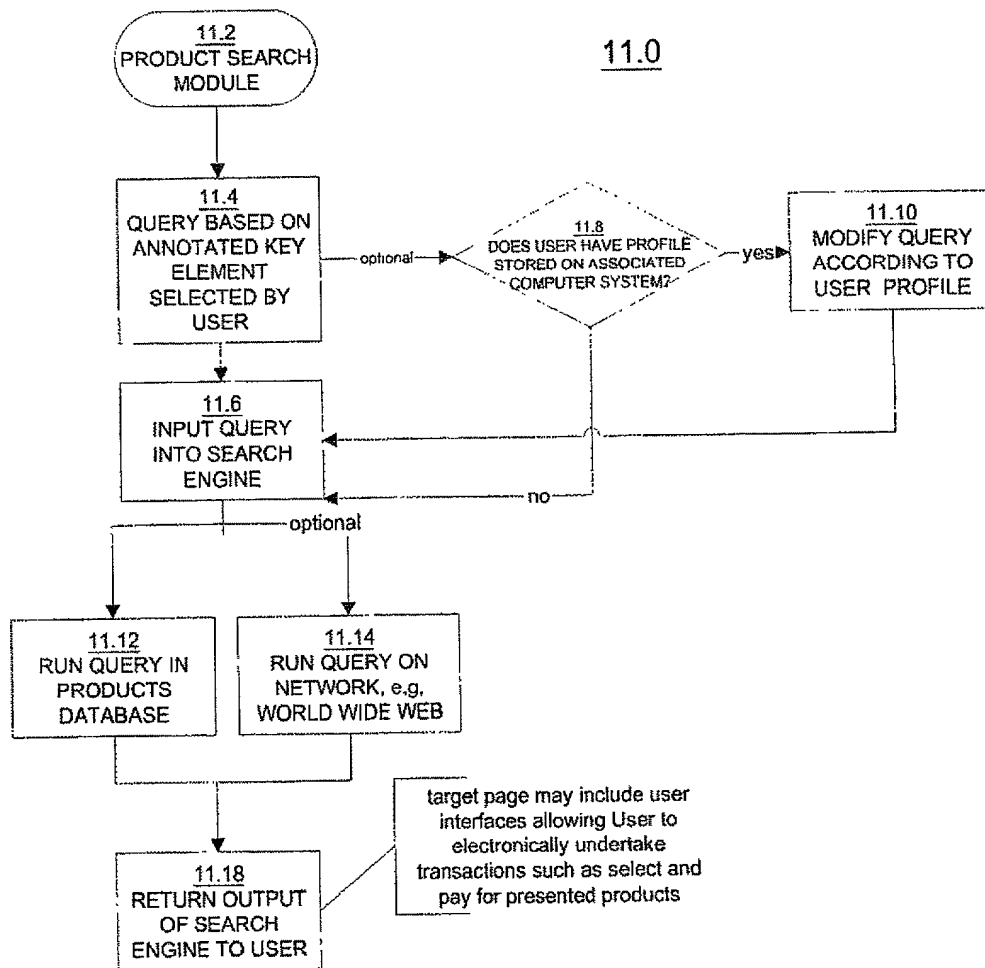 11.0
11.2
PRODUCT SEARCH
MODULE
11.4
QUERY BASED ON
ANNOTATED KEY
ELEMENT
SELECTED BY
USER
optional
11.8
DOES USER HAVE PROFILE
STORED ON ASSOCIATED
COMPUTER SYSTEM?
yes
11.10
MODIFY QUERY
ACCORDING TO
USER PROFILE
11.6
INPUT QUERY
INTO SEARCH
ENGINE
no
optional
11.12
RUN QUERY IN
PRODUCTS
DATABASE
11.14
RUN QUERY ON
NETWORK, e.g,
WORLD WIDE WEB
target page may include user
interfaces allowing User to
electronically undertake
transactions such as select and
pay for presented products
11.18
RETURN OUTPUT
OF SEARCH
ENGINE TO USER